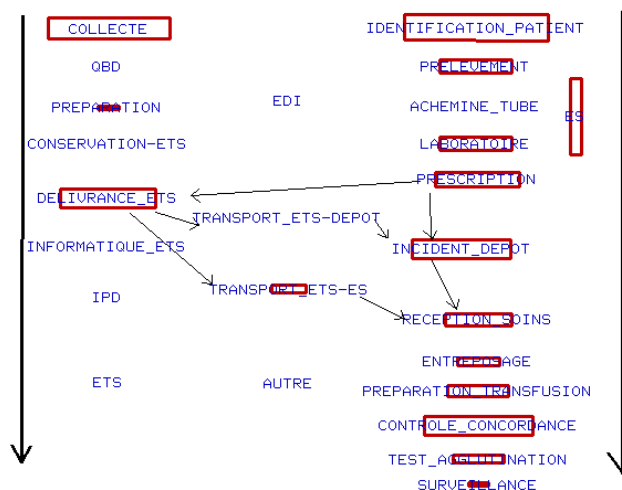 COLLECTE
IDENTIFICATION_PATIENT
QBD
PRELEVEMENT
PREPARATION
EDI
ACHEMINE_TUBE
ES
CONSERVATION-ETS
LABORATOIRE
PRESCRIPTION
DELIVRANCE_ETS
TRANSPORT_ETS-DEPOT
INFORMATIQUE_ETS
INCIDENT_DEPOT
IPD
TRANSPORT_ETS-ES
RECEPTION_SOINS
ENTREPOSAGE
ETS
AUTRE
PREPARATION_TRANSFUSION
CONTROLE_CONCORDANCE
TEST_AGGLUTINATION
SURVEILLANCE